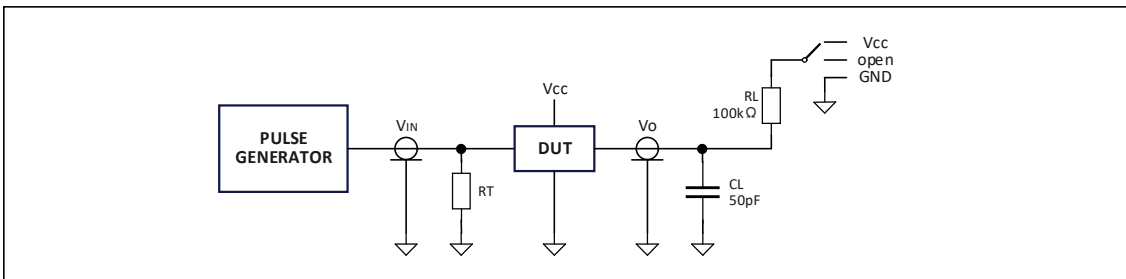 Vcc
open
GND
RL
100kΩ
Vcc
VIN
Vo
PULSE
GENERATOR
DUT
RT
CL
50pF